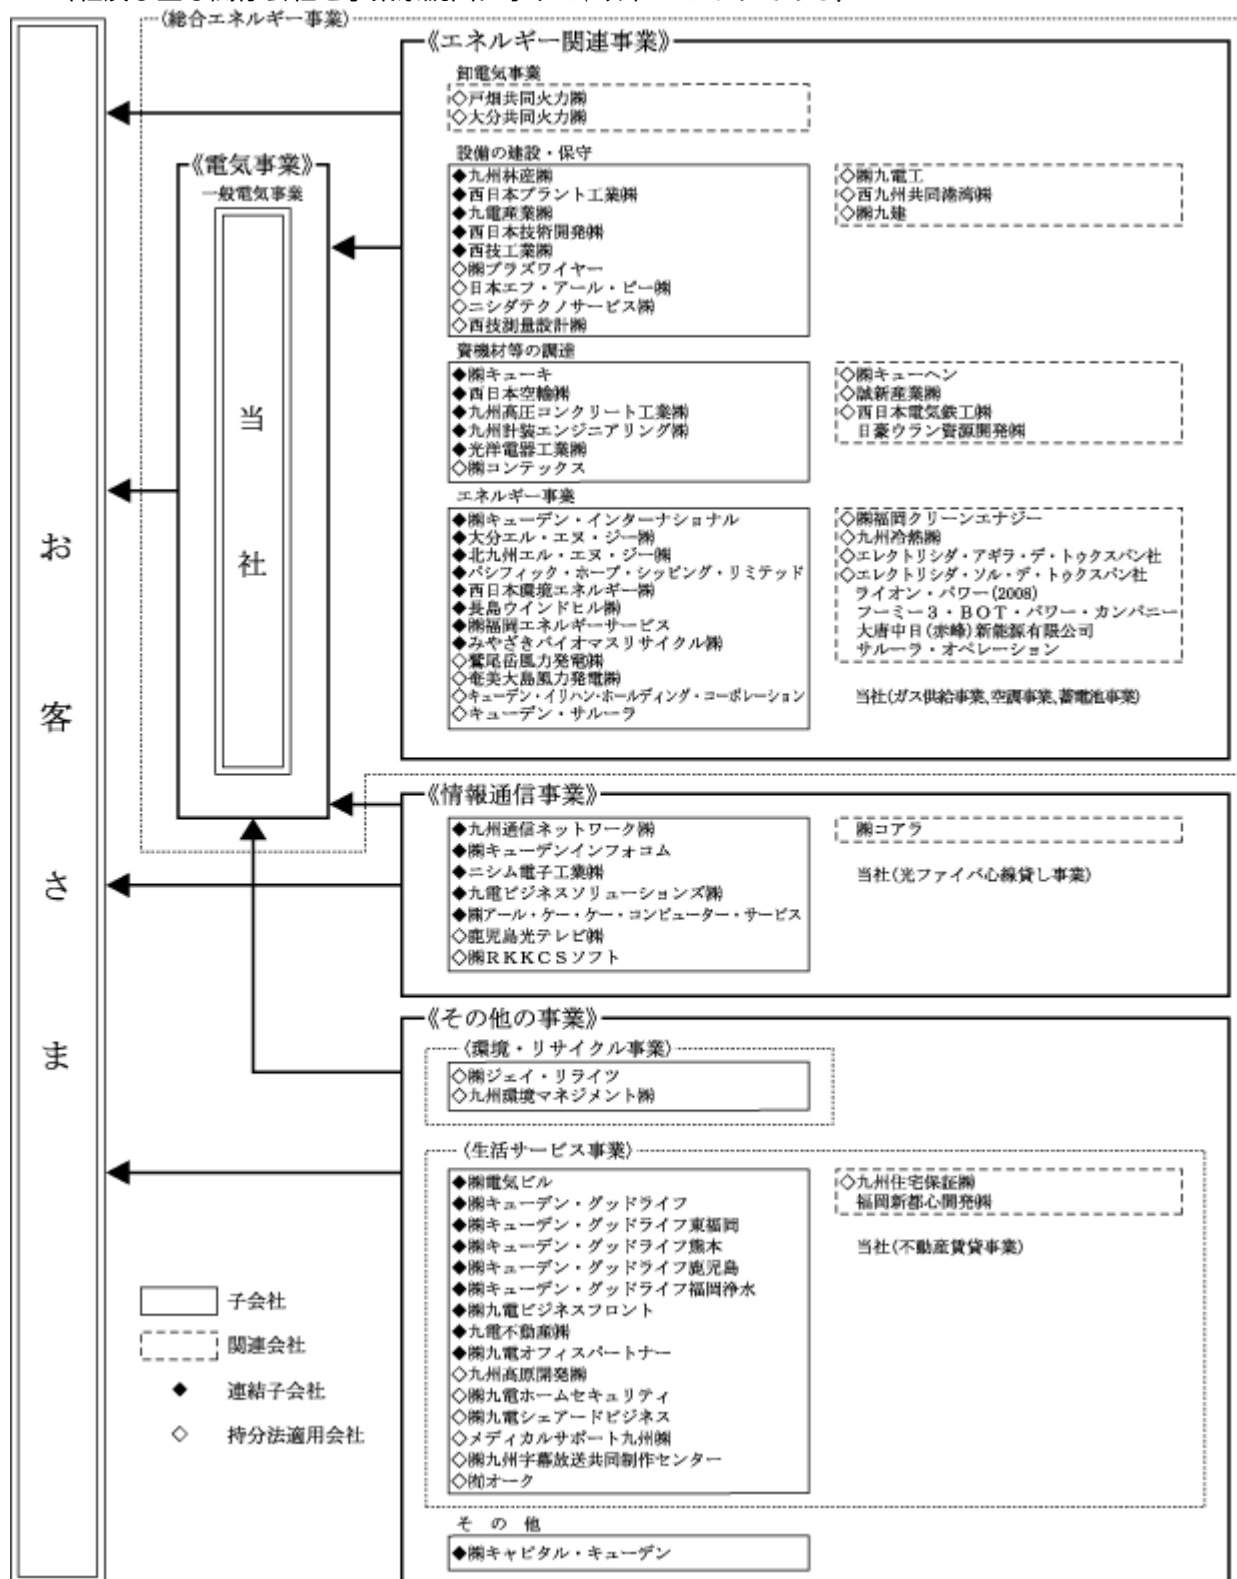 〈総合エネルギー事業〉
《エネルギー関連事業》
卸電気事業
◇戸畑共同火力㈱
◇大分共同火力㈱
設備の建設・保守
◆九州林産㈱
◆西日本プラント工業㈱
◆九電産業㈱
◆西日本技術開発㈱
◆西技工業㈱
◇㈱プラズワイヤー
◇日本エフ・アール・ピー㈱
◇ニシダテクノサービス㈱
◇西技測量設計㈱
◇㈱九電工
◇西九州共同港湾㈱
◇㈱九建
資機材等の調達
◆㈱キューキ
◆西日本空輸㈱
◆九州高圧コンクリート工業㈱
◆九州計装エンジニアリング㈱
◆光洋電器工業㈱
◇㈱コンテックス
◇㈱キューヘン
◇誠新産業㈱
◇西日本電気鉄工㈱
日豪ウラン資源開発㈱
エネルギー事業
◆㈱キューデン・インターナショナル
◆大分エル・エヌ・ジー㈱
◆北九州エル・エヌ・ジー㈱
◆パシフィック・ホープ・シッピング・リミテッド
◆西日本環境エネルギー㈱
◆長島ウインドヒル㈱
◆㈱福岡エネルギーサービス
◆みやざきバイオマスリサイクル㈱
◇鷲尾岳風力発電㈱
◇奄美大島風力発電㈱
◇キューデン・イリハン・ホールディング・コーポレーション
◇キューデン・サルーラ
◇㈱福岡クリーンエナジー
◇九州冷熱㈱
◇エレクトリシダ・アギラ・デ・トゥクスパン社
◇エレクトリシダ・ソル・デ・トゥクスパン社
ライオン・パワー(2008)
フーミー3・BOT・パワー・カンパニー
大唐中日(赤峰)新能源有限公司
サルーラ・オペレーション
当社(ガス供給事業、空調事業、蓄電池事業)
《電気事業》
一般電気事業
当社
お客さま
《情報通信事業》
◆九州通信ネットワーク㈱
◆㈱キューデンインフォコム
◆ニシム電子工業㈱
◆九電ビジネスソリューションズ㈱
◆㈱アール・ケー・ケー・コンピューター・サービス
◇鹿児島光テレビ㈱
◇㈱RKKCSソフト
㈱コアラ
当社(光ファイバ心線貸し事業)
《その他の事業》
〈環境・リサイクル事業〉
◇㈱ジェイ・リライツ
◇九州環境マネジメント㈱
〈生活サービス事業〉
◆㈱電気ビル
◆㈱キューデン・グッドライフ
◆㈱キューデン・グッドライフ東福岡
◆㈱キューデン・グッドライフ熊本
◆㈱キューデン・グッドライフ鹿児島
◆㈱キューデン・グッドライフ福岡浄水
◆㈱九電ビジネスフロント
◆九電不動産㈱
◆㈱九電オフィスパートナー
◇九州高原開発㈱
◇㈱九電ホームセキュリティ
◇㈱九電シェアードビジネス
◇メディカルサポート九州㈱
◇㈱九州字幕放送共同制作センター
◇㈲オーク
◇九州住宅保証㈱
福岡新都心開発㈱
当社(不動産賃貸事業)
その他
◆㈱キャピタル・キューデン
子会社
関連会社
◆ 連結子会社
◇ 持分法適用会社